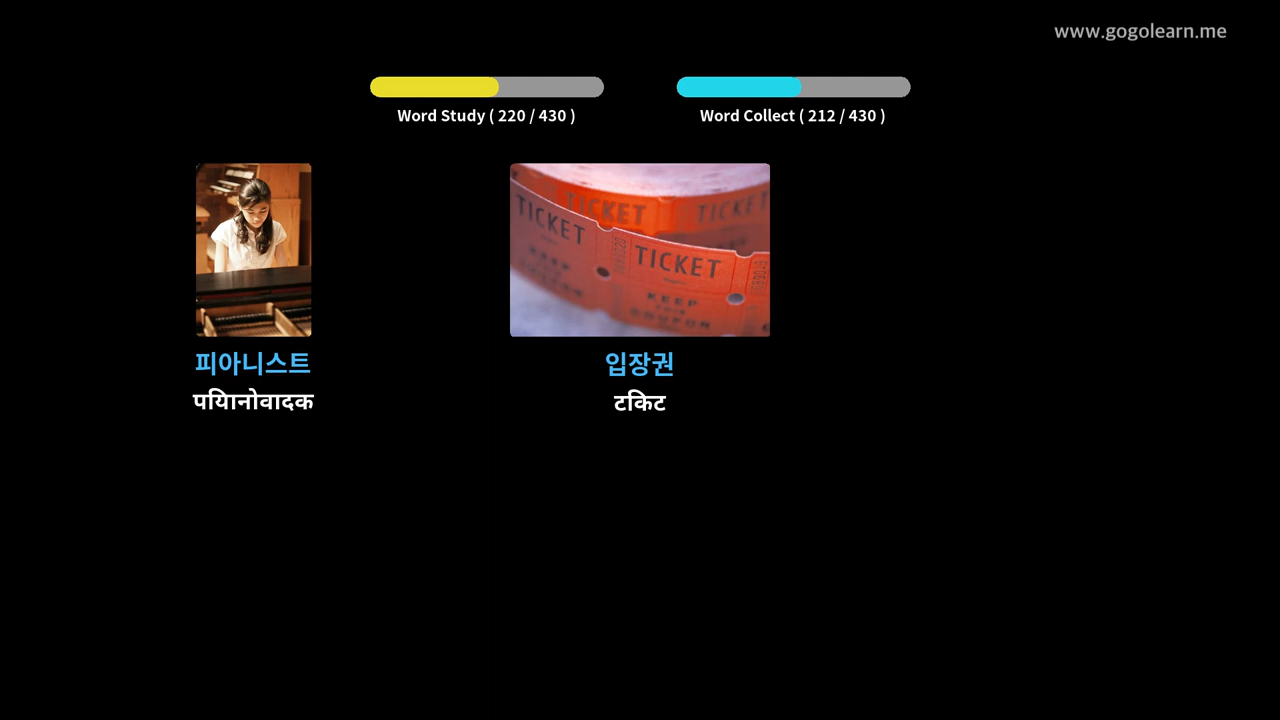 www.gogolearn.me
Word Study ( 220 / 430 )
Word Collect ( 212 / 430 )
TICKET
TICKET
TICKET
TICKET
KEEP
피아니스트
입장권
पियानोवादक
टिकट